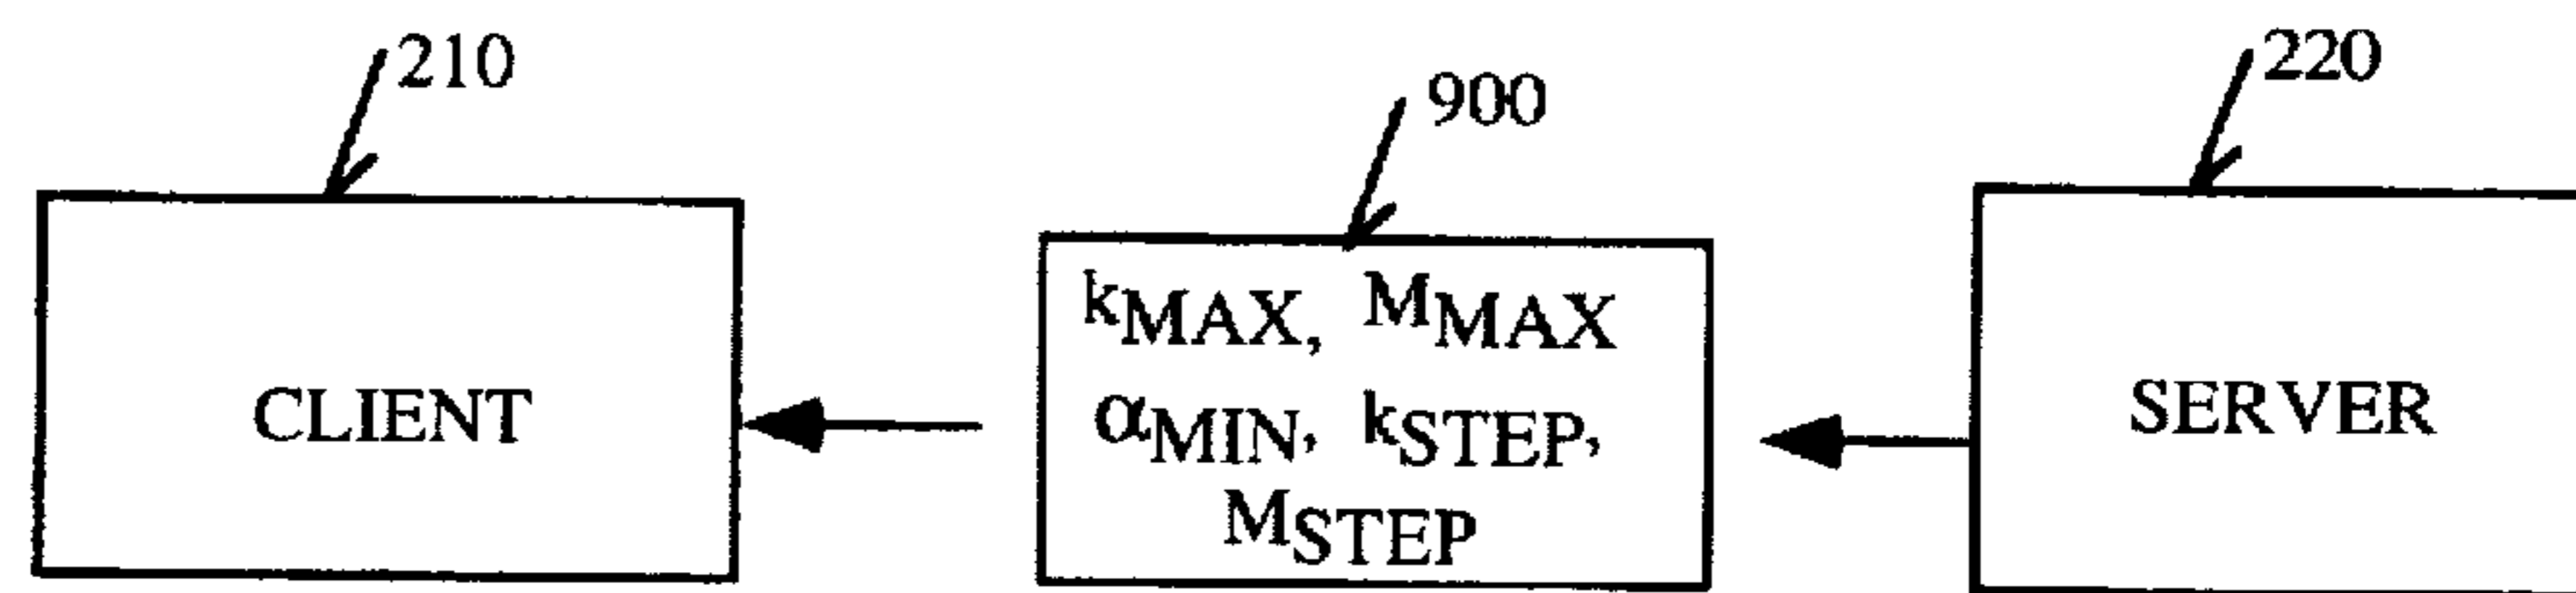 210
900
220
CLIENT
kMAX, MMAX
αMIN, kSTEP,
MSTEP
SERVER